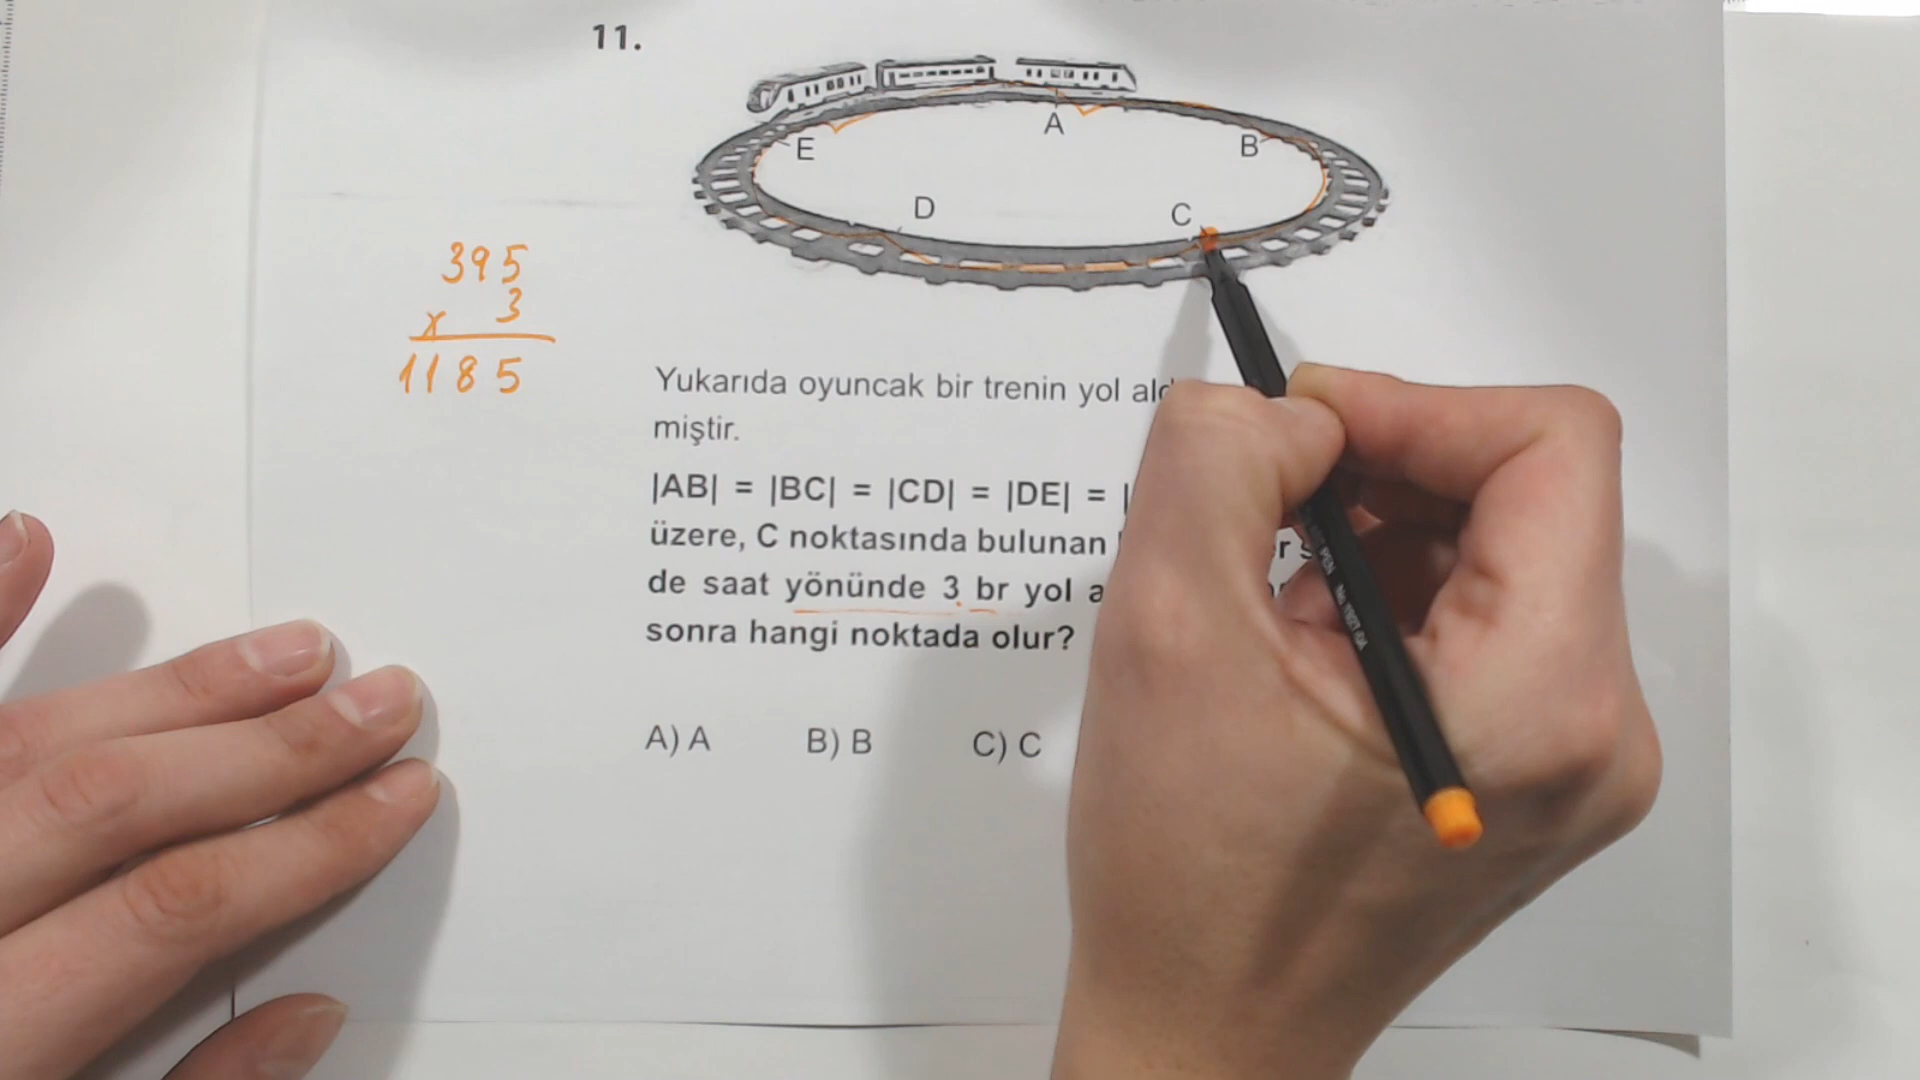 11.
A
B
E
D
C
395
x 3
1185
Yukarıda oyuncak bir trenin yol
miştir.
|AB| = |BC| = |CD| = |DE| = |
üzere, C noktasında bulunan
de saat yönünde 3 br yol
sonra hangi noktada olur?
A) A B) B C) C